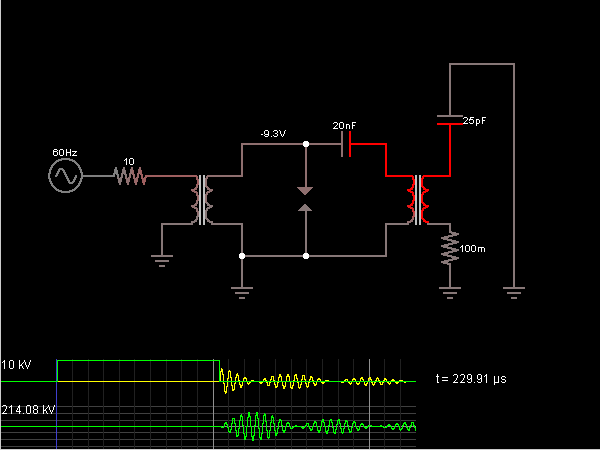 25pF
20nF
-9.3V
60Hz
10
100m
10 kV
t = 229.91 µs
214.08 kV